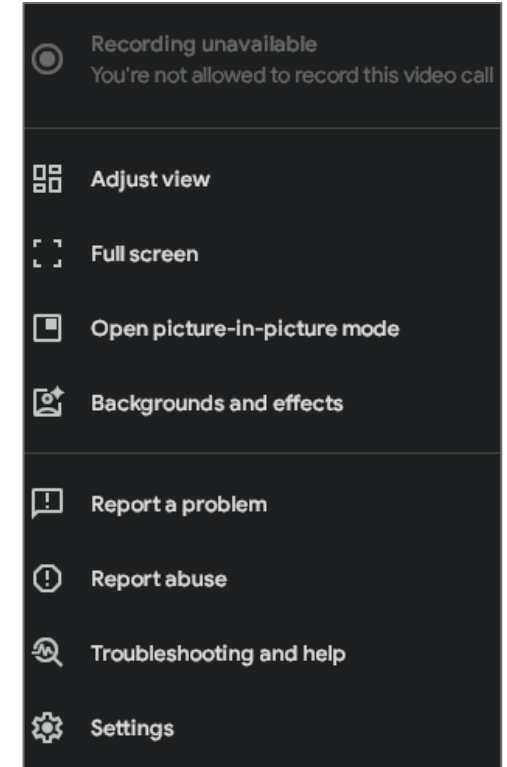 Recording unavailable
You're not allowed to record this video call
Adjust view
Full screen
Open picture-in-picture mode
Backgrounds and effects
Report a problem
Report abuse
Troubleshooting and help
Settings